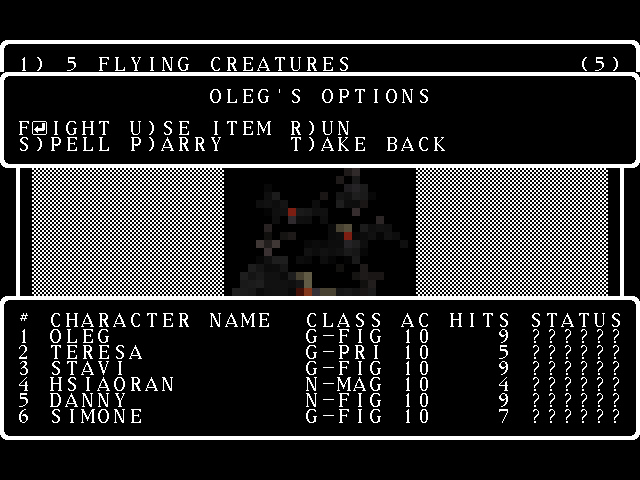 1) 5 FLYING CREATURES (5)
OLEG'S OPTIONS
F↵IGHT U)SE ITEM R)UN
S)PELL P)ARRY T)AKE BACK
# CHARACTER NAME CLASS AC HITS STATUS
1 OLEG G-FIG 10 9 ??????
2 TERESA G-PRI 10 5 ??????
3 STAVI G-FIG 10 9 ??????
4 HSIAORAN N-MAG 10 4 ??????
5 DANNY N-FIG 10 9 ??????
6 SIMONE G-FIG 10 7 ??????